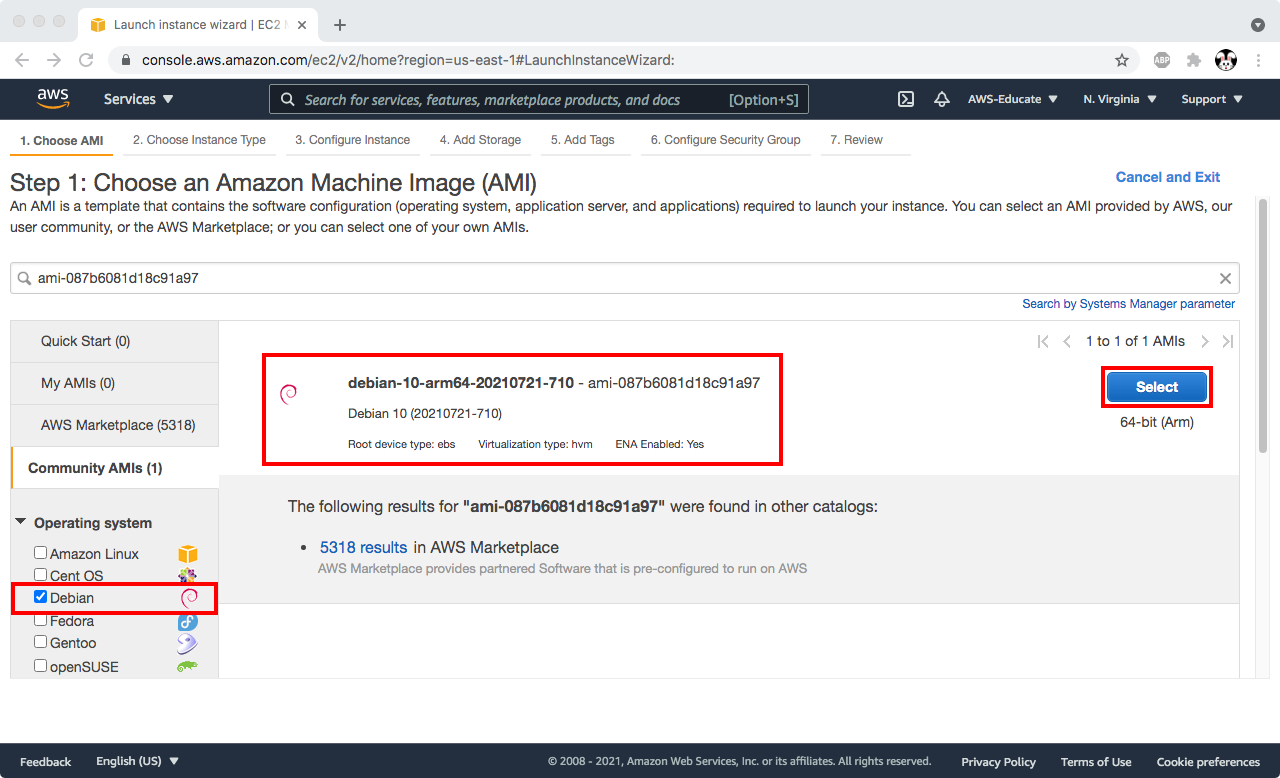 Launch instance wizard | EC2
console.aws.amazon.com/ec2/v2/home?region=us-east-1#LaunchInstanceWizard:
ABP
aws
Services
Search for services, features, marketplace products, and docs
[Option+S]
AWS-Educate
N. Virginia
Support
1. Choose AMI
2. Choose Instance Type
3. Configure Instance
4. Add Storage
5. Add Tags
6. Configure Security Group
7. Review
Step 1: Choose an Amazon Machine Image (AMI)
Cancel and Exit
An AMI is a template that contains the software configuration (operating system, application server, and applications) required to launch your instance. You can select an AMI provided by AWS, our
user community, or the AWS Marketplace; or you can select one of your own AMIs.
ami-087b6081d18c91a97
Search by Systems Manager parameter
Quick Start (0)
My AMIs (0)
AWS Marketplace (5318)
Community AMIs (1)
Operating system
Amazon Linux
Cent OS
Debian
Fedora
Gentoo
openSUSE
1 to 1 of 1 AMIs
debian-10-arm64-20210721-710 - ami-087b6081d18c91a97
Debian 10 (20210721-710)
Root device type: ebs
Virtualization type: hvm
ENA Enabled: Yes
Select
64-bit (Arm)
The following results for "ami-087b6081d18c91a97" were found in other catalogs:
• 5318 results in AWS Marketplace
AWS Marketplace provides partnered Software that is pre-configured to run on AWS
Feedback
English (US)
© 2008 - 2021, Amazon Web Services, Inc. or its affiliates. All rights reserved.
Privacy Policy
Terms of Use
Cookie preferences